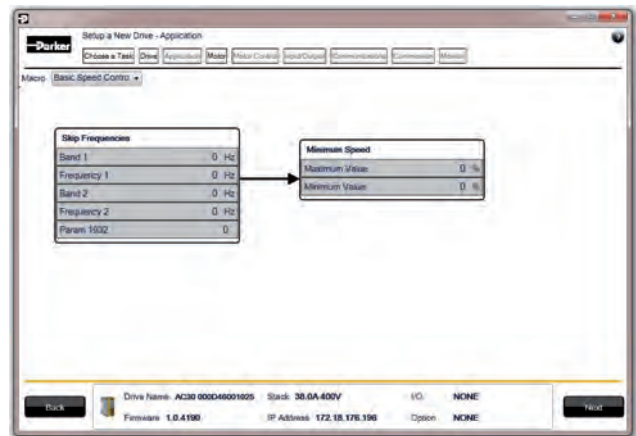 Parker
Setup a New Drive - Application
Choose a Task Drive Application Motor Motor Control Input/Output Communications Commission Monitor
Macro Basic Speed Contro
Skip Frequencies
Band 1 0 Hz
Frequency 1 0 Hz
Band 2 0 Hz
Frequency 2 0 Hz
Param 1932 0
Minimum Speed
Maximum Value 0 %
Minimum Value 0 %
Back
Drive Name AC30 000D46001025 Stack 38.0A 400V I/O NONE
Firmware 1.0.4190 IP Address 172.18.176.196 Option NONE
Next